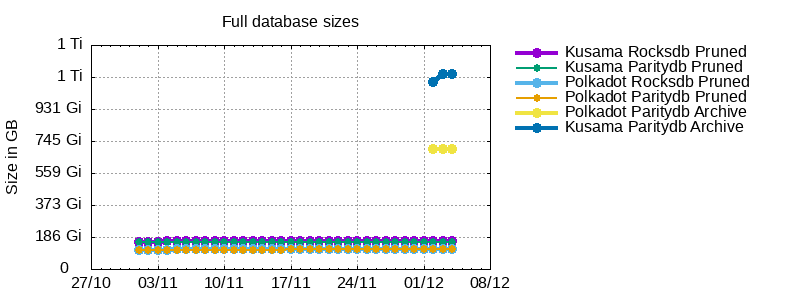 Full database sizes
1 Ti
1 Ti
931 Gi
745 Gi
559 Gi
373 Gi
186 Gi
0
Size in GB
27/10 03/11 10/11 17/11 24/11 01/12 08/12
Kusama Rocksdb Pruned
Kusama Paritydb Pruned
Polkadot Rocksdb Pruned
Polkadot Paritydb Pruned
Polkadot Paritydb Archive
Kusama Paritydb Archive